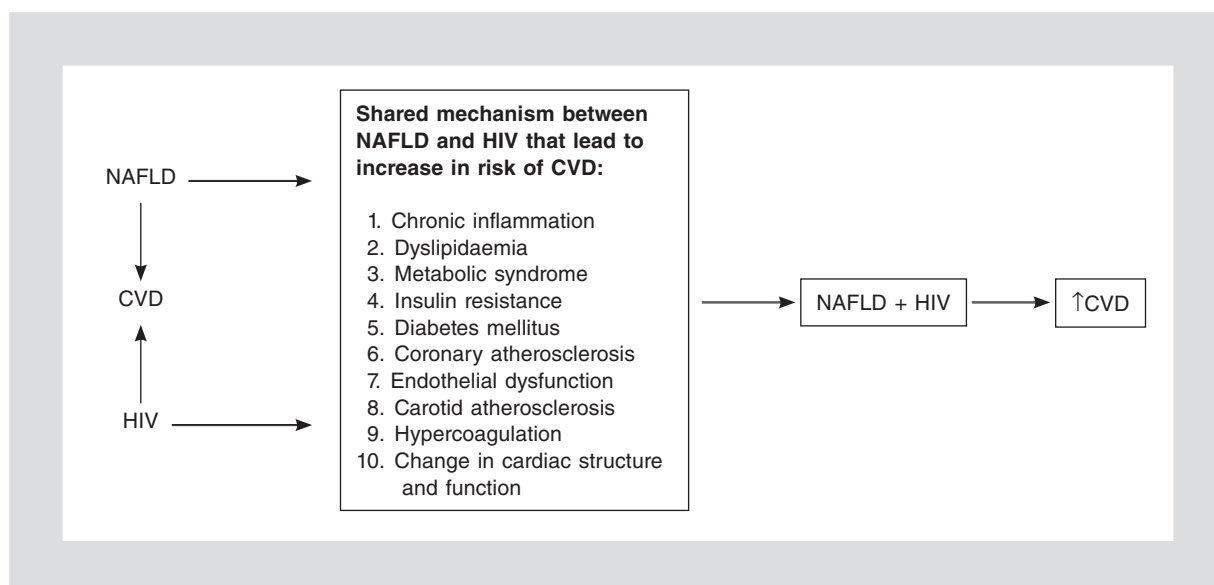 NAFLD
CVD
HIV
Shared mechanism between
NAFLD and HIV that lead to
increase in risk of CVD:
1. Chronic inflammation
2. Dyslipidaemia
3. Metabolic syndrome
4. Insulin resistance
5. Diabetes mellitus
6. Coronary atherosclerosis
7. Endothelial dysfunction
8. Carotid atherosclerosis
9. Hypercoagulation
10. Change in cardiac structure
and function
NAFLD + HIV
↑CVD